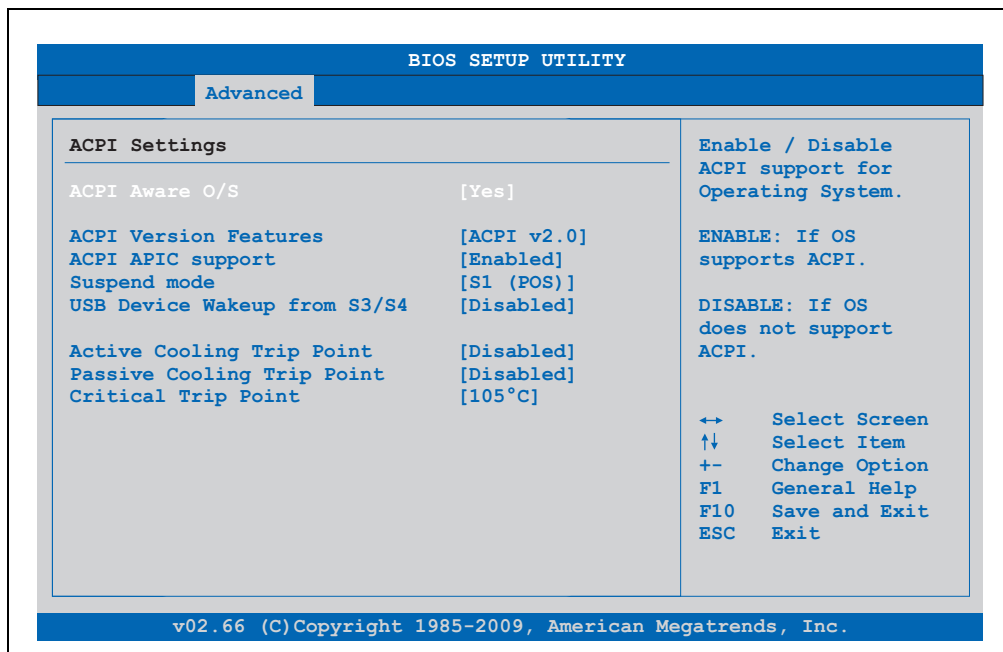 BIOS SETUP UTILITY
Advanced
ACPI Settings
ACPI Aware O/S [Yes]
ACPI Version Features [ACPI v2.0]
ACPI APIC support [Enabled]
Suspend mode [S1 (POS)]
USB Device Wakeup from S3/S4 [Disabled]
Active Cooling Trip Point [Disabled]
Passive Cooling Trip Point [Disabled]
Critical Trip Point [105°C]
Enable / Disable
ACPI support for
Operating System.
ENABLE: If OS
supports ACPI.
DISABLE: If OS
does not support
ACPI.
↔ Select Screen
↑↓ Select Item
+- Change Option
F1 General Help
F10 Save and Exit
ESC Exit
v02.66 (C)Copyright 1985-2009, American Megatrends, Inc.